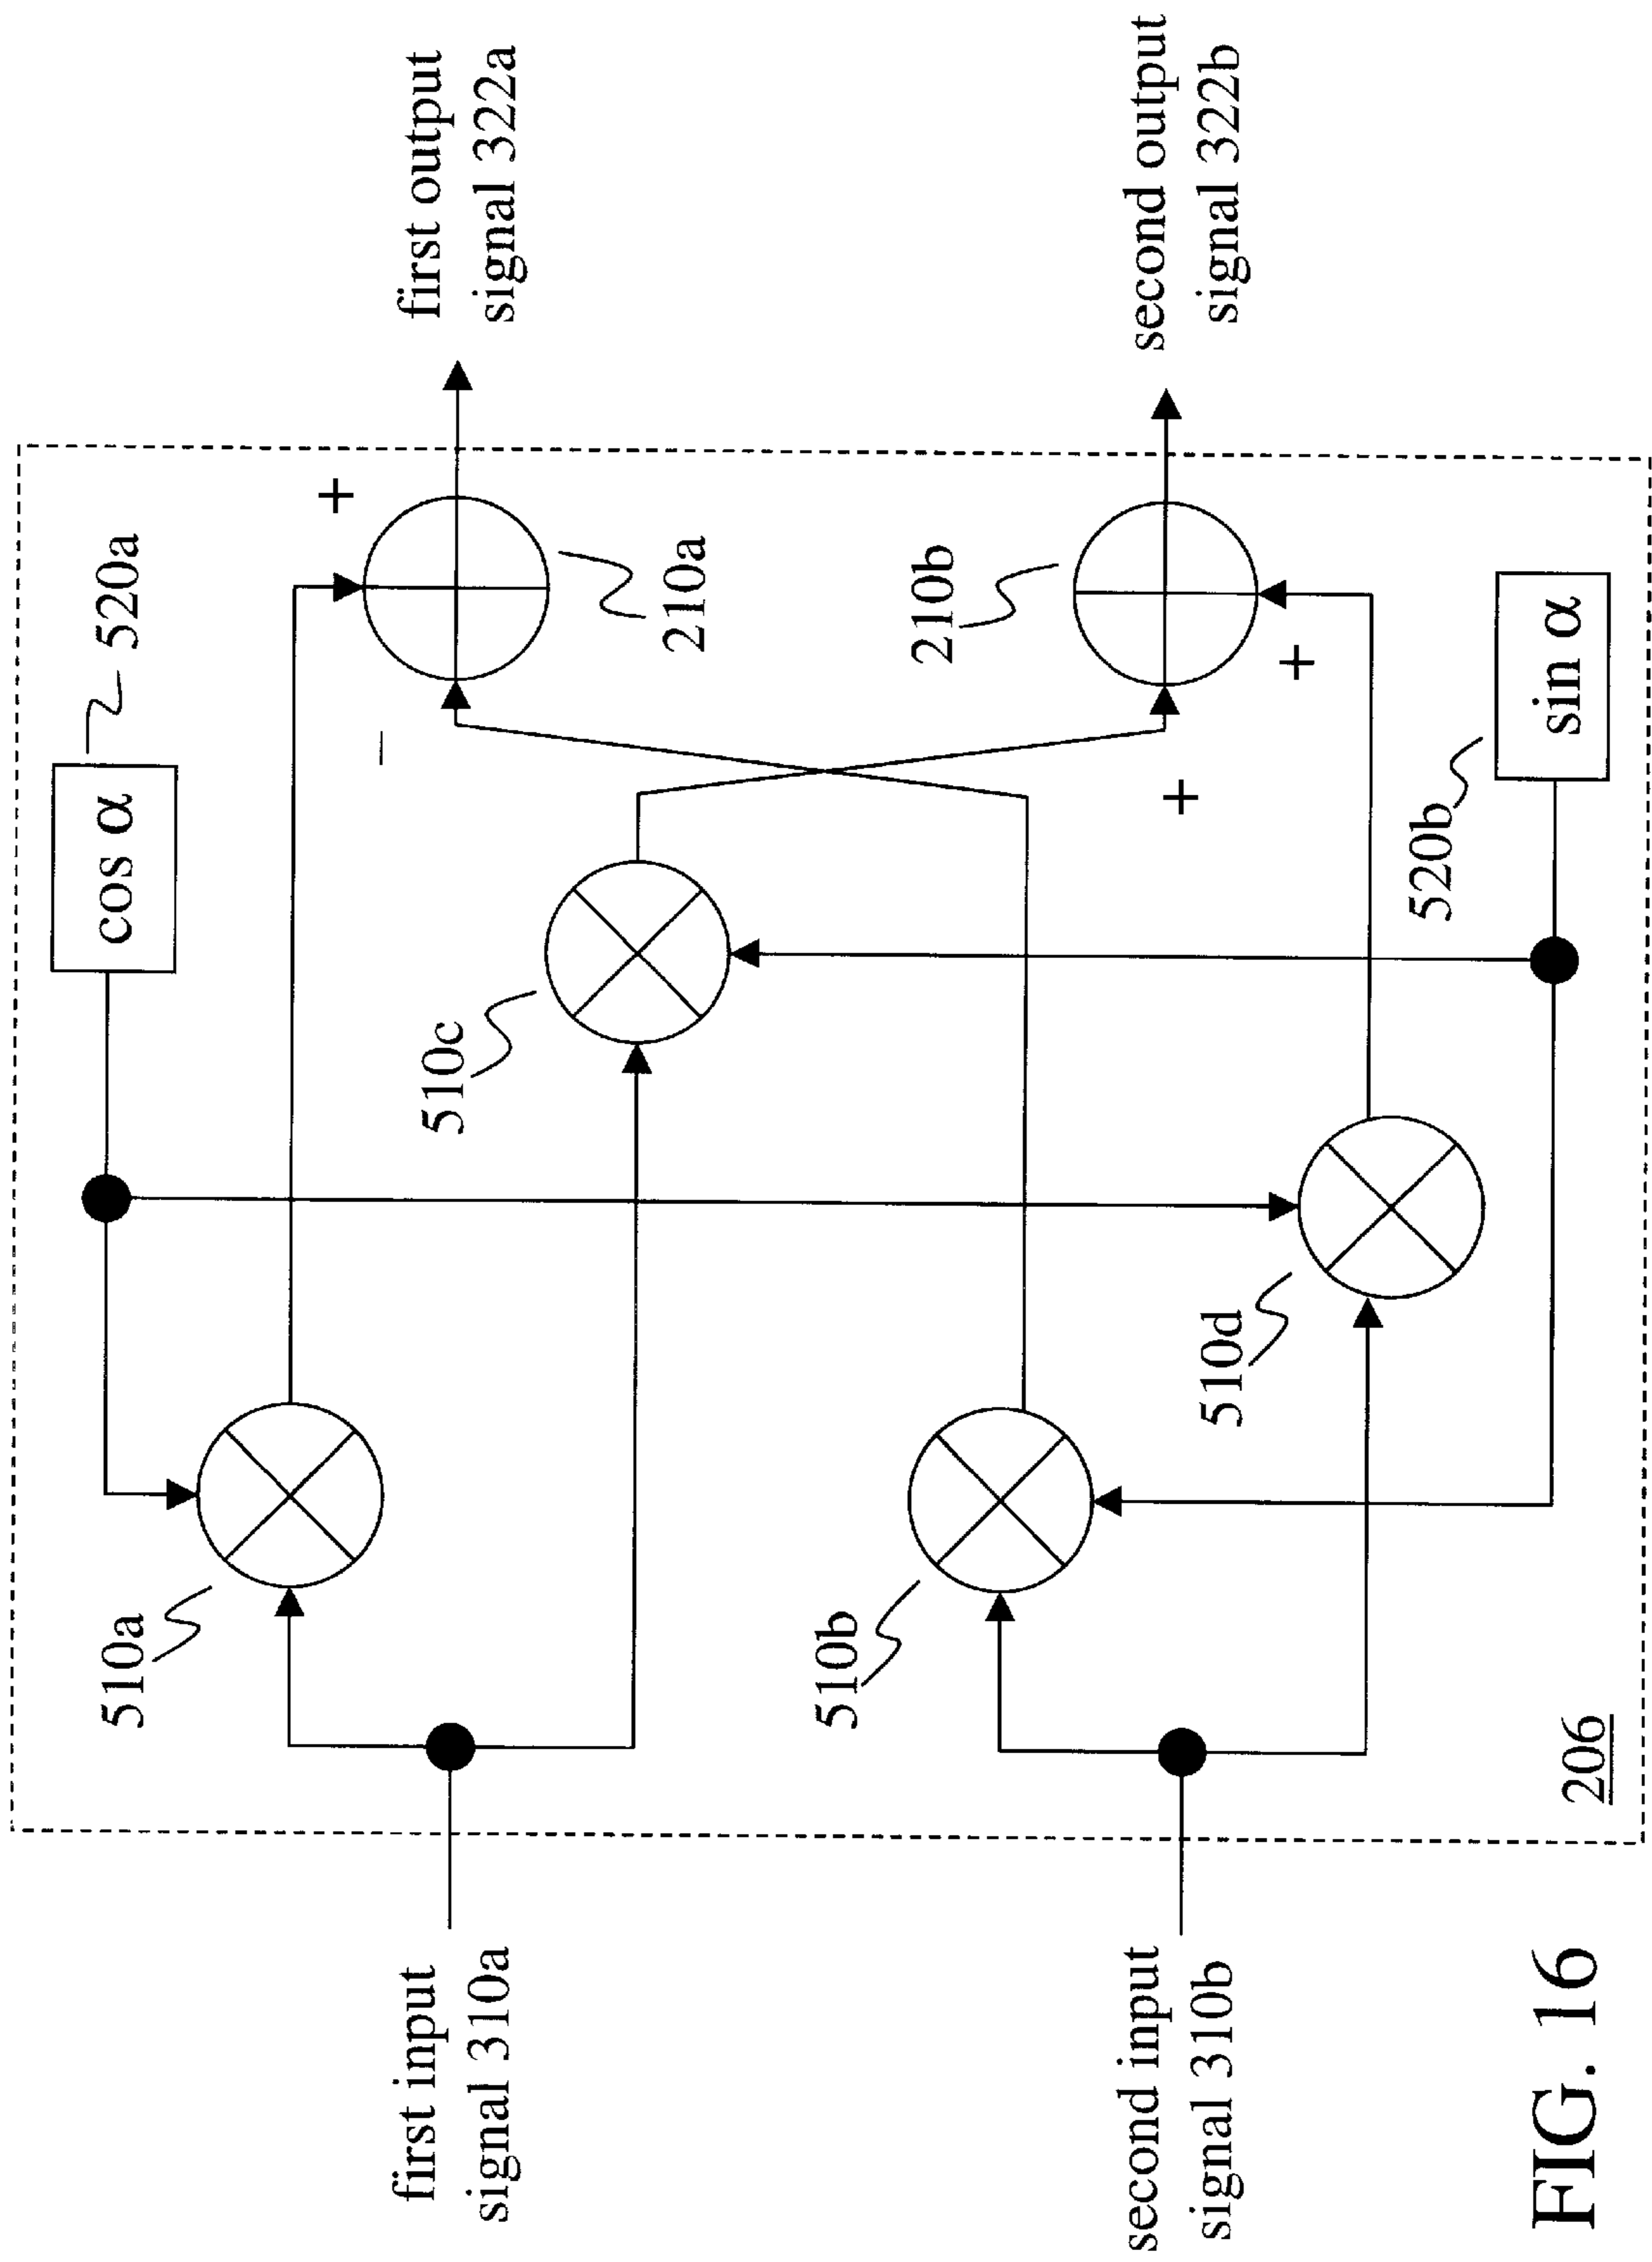 cos α
520a
first output
signal 322a
+
510a
510c
−
210a
first input
signal 310a
second output
signal 322b
210b
510b
+
+
second input
signal 310b
510d
520b
sin α
206
FIG. 16